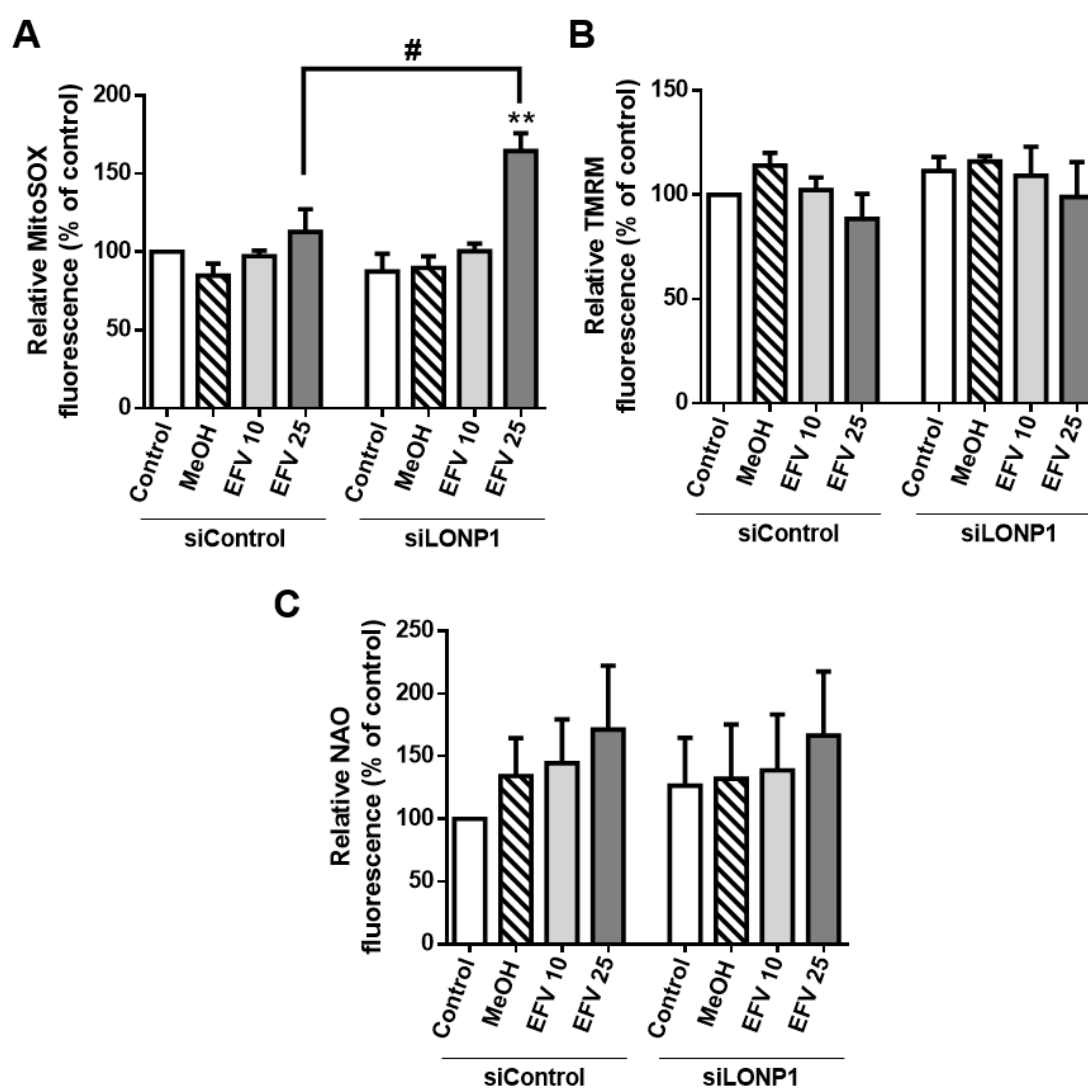 A
#
Relative MitoSOX
fluorescence (% of control)
200
150
100
50
0
**
Control
MeOH
EFV 10
EFV 25
Control
MeOH
EFV 10
EFV 25
siControl
siLONP1
B
Relative TMRM
fluorescence (% of control)
150
100
50
0
Control
MeOH
EFV 10
EFV 25
Control
MeOH
EFV 10
EFV 25
siControl
siLONP1
C
Relative NAO
fluorescence (% of control)
250
200
150
100
50
0
Control
MeOH
EFV 10
EFV 25
Control
MeOH
EFV 10
EFV 25
siControl
siLONP1